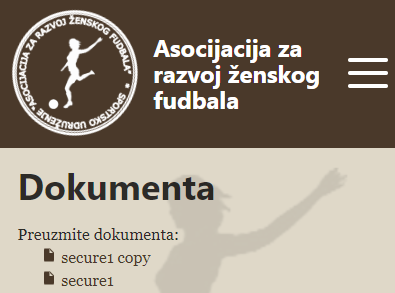 SPORTSKO UDRUŽENJE "ASOCIJACIJA ZA RAZVOJ ŽENSKOG FUDBALA"
Asocijacija za
razvoj ženskog
fudbala
Dokumenta
Preuzmite dokumenta:
secure1 copy
secure1